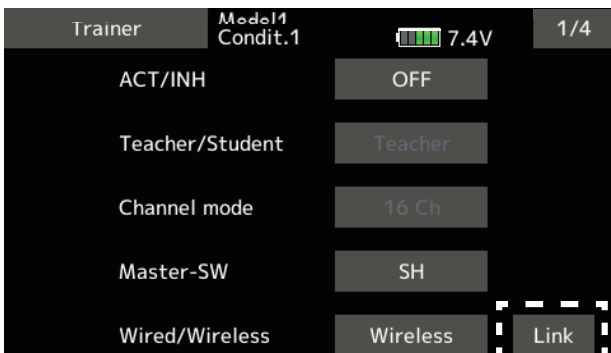 Trainer Model1 1/4
Condit.1 7.4V
ACT/INH OFF
Teacher/Student Teacher
Channel mode 16 Ch
Master-SW SH
Wired/Wireless Wireless Link